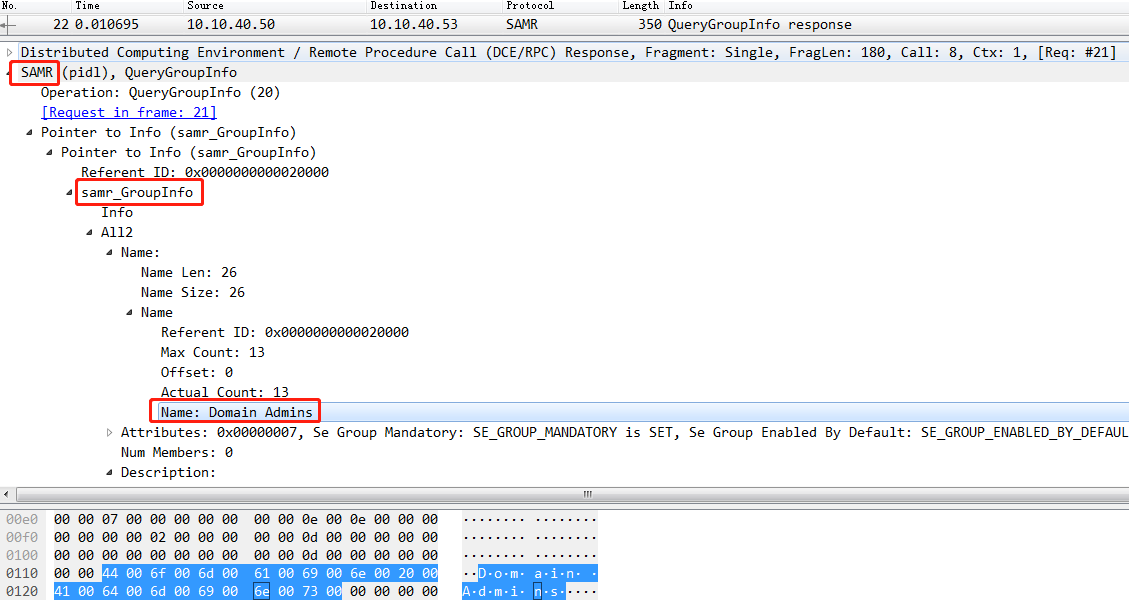 No. Time Source Destination Protocol Length Info
22 0.010695 10.10.40.50 10.10.40.53 SAMR 350 QueryGroupInfo response
Distributed Computing Environment / Remote Procedure Call (DCE/RPC) Response, Fragment: Single, FragLen: 180, Call: 8, Ctx: 1, [Req: #21]
SAMR (pidl), QueryGroupInfo
Operation: QueryGroupInfo (20)
[Request in frame: 21]
Pointer to Info (samr_GroupInfo)
Pointer to Info (samr_GroupInfo)
Referent ID: 0x0000000000020000
samr_GroupInfo
Info
All2
Name:
Name Len: 26
Name Size: 26
Name
Referent ID: 0x0000000000020000
Max Count: 13
Offset: 0
Actual Count: 13
Name: Domain Admins
Attributes: 0x00000007, Se Group Mandatory: SE_GROUP_MANDATORY is SET, Se Group Enabled By Default: SE_GROUP_ENABLED_BY_DEFAUL
Num Members: 0
Description:
00e0 00 00 07 00 00 00 00 00 00 00 0e 00 0e 00 00 00 ········ ········
00f0 00 00 00 00 02 00 00 00 00 00 0d 00 00 00 00 00 ········ ········
0100 00 00 00 00 00 00 00 00 00 00 0d 00 00 00 00 00 ········ ········
0110 00 00 44 00 6f 00 6d 00 61 00 69 00 6e 00 20 00 ··D·o·m· a·i·n· ·
0120 41 00 64 00 6d 00 69 00 6e 00 73 00 00 00 00 00 A·d·m·i· n·s·····